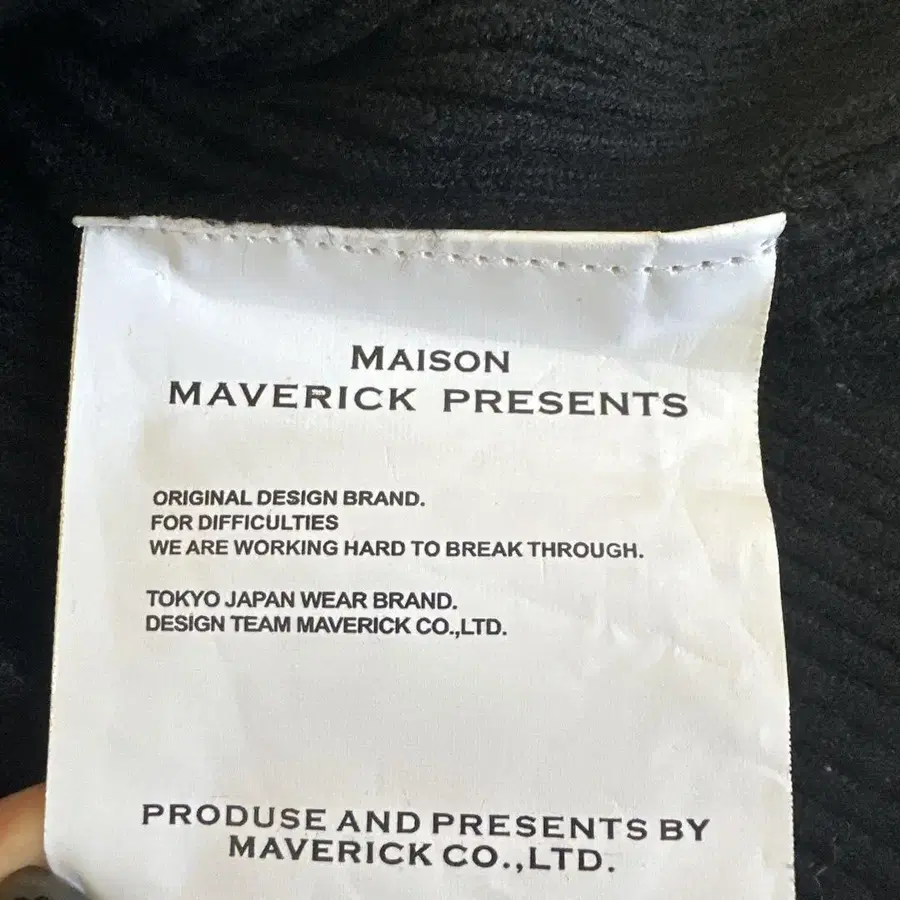 MAISON
MAVERICK PRESENTS
ORIGINAL DESIGN BRAND.
FOR DIFFICULTIES
WE ARE WORKING HARD TO BREAK THROUGH.
TOKYO JAPAN WEAR BRAND.
DESIGN TEAM MAVERICK CO.,LTD.
PRODUSE AND PRESENTS BY
MAVERICK CO.,LTD.